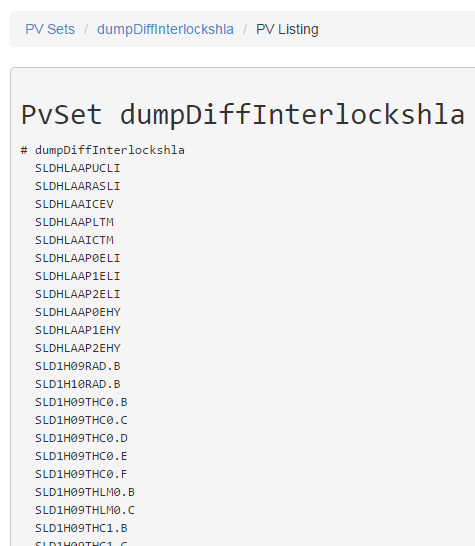 PV Sets / dumpDiffInterlockshla / PV Listing
PvSet dumpDiffInterlockshla
# dumpDiffInterlockshla
SLDHLAAPUCLI
SLDHLAARASLI
SLDHLAAICEV
SLDHLAAPLTM
SLDHLAAICTM
SLDHLAAP0ELI
SLDHLAAP1ELI
SLDHLAAP2ELI
SLDHLAAP0EHY
SLDHLAAP1EHY
SLDHLAAP2EHY
SLD1H09RAD.B
SLD1H10RAD.B
SLD1H09THC0.B
SLD1H09THC0.C
SLD1H09THC0.D
SLD1H09THC0.E
SLD1H09THC0.F
SLD1H09THLM0.B
SLD1H09THLM0.C
SLD1H09THC1.B
SLD1H09THC1.C